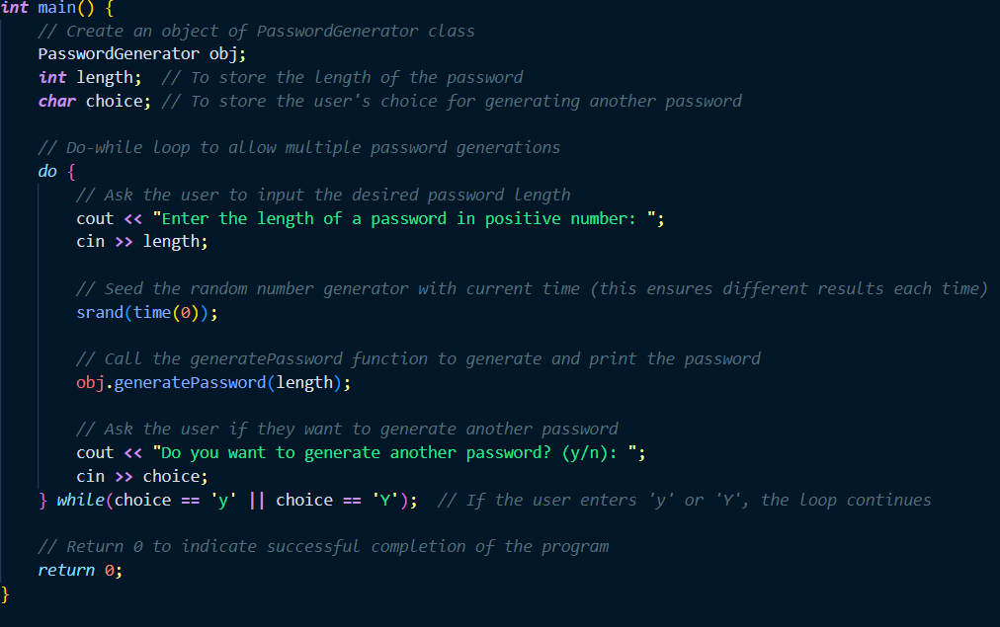 int main() {
// Create an object of PasswordGenerator class
PasswordGenerator obj;
int length;  // To store the length of the password
char choice; // To store the user's choice for generating another password
// Do-while loop to allow multiple password generations
do {
// Ask the user to input the desired password length
cout << "Enter the length of a password in positive number: ";
cin >> length;
// Seed the random number generator with current time (this ensures different results each time)
srand(time(0));
// Call the generatePassword function to generate and print the password
obj.generatePassword(length);
// Ask the user if they want to generate another password
cout << "Do you want to generate another password? (y/n): ";
cin >> choice;
} while(choice == 'y' || choice == 'Y');  // If the user enters 'y' or 'Y', the loop continues
// Return 0 to indicate successful completion of the program
return 0;
}